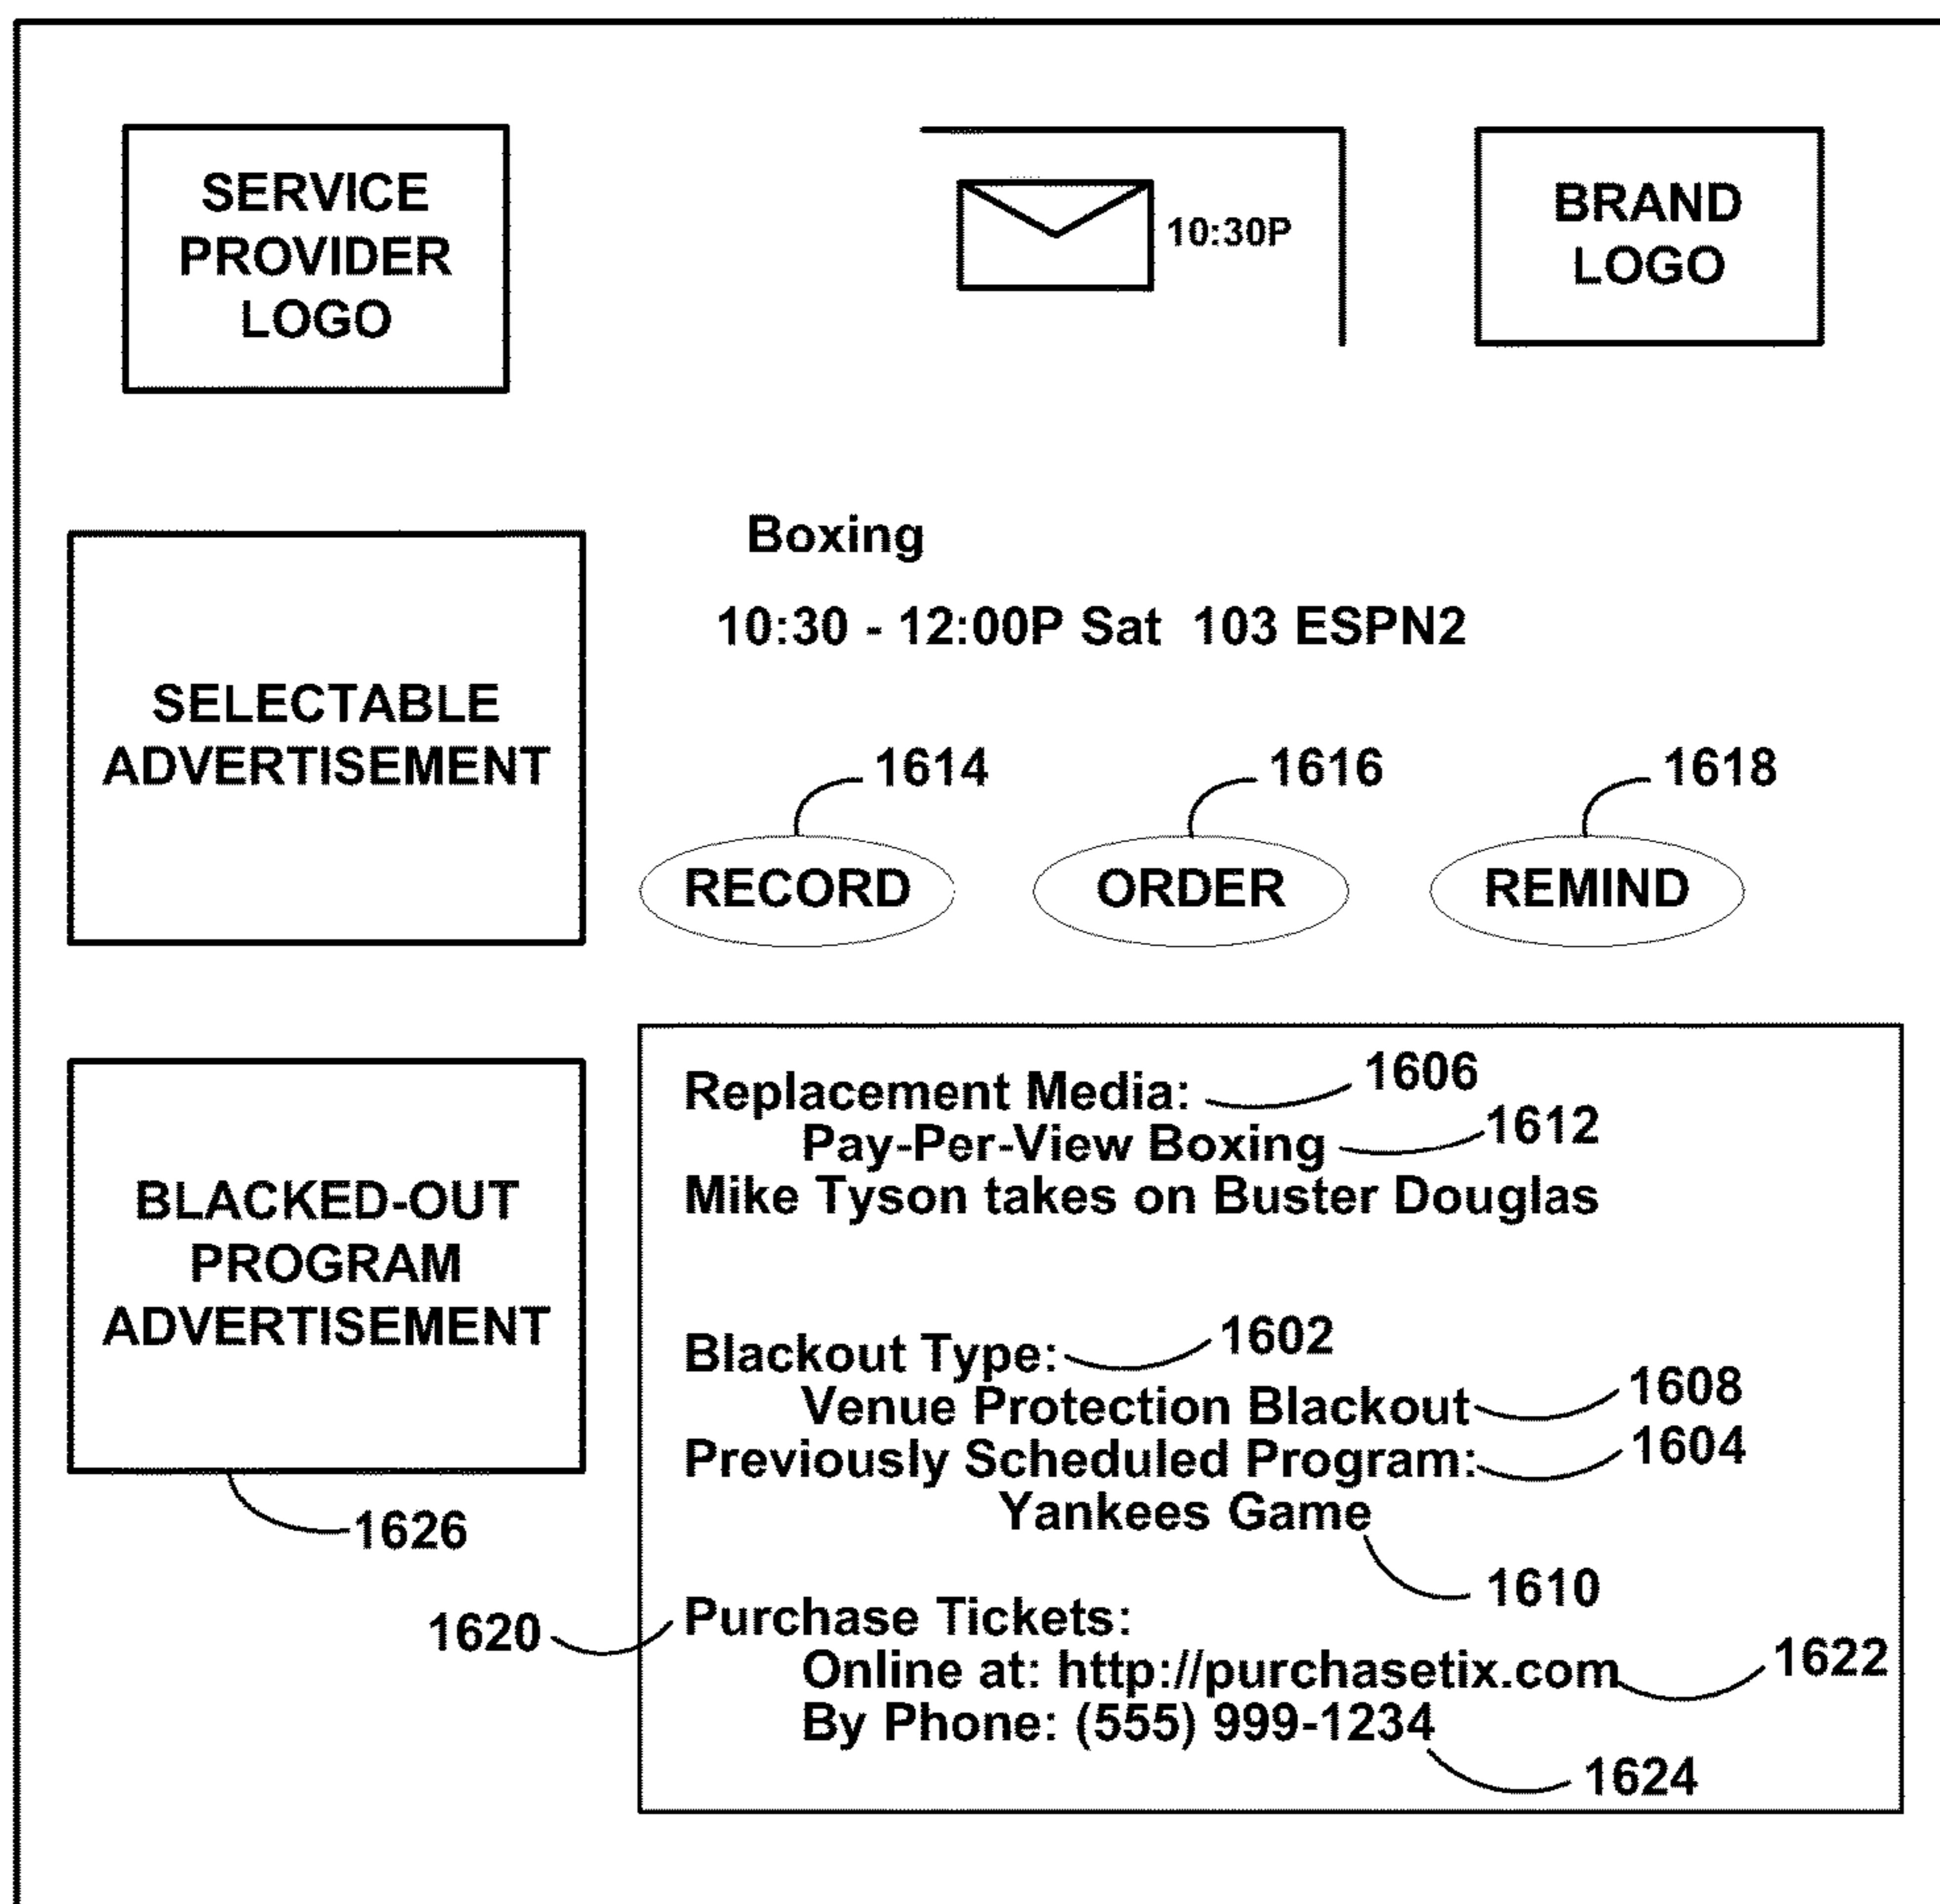 SERVICE
PROVIDER
LOGO
10:30P
BRAND
LOGO
SELECTABLE
ADVERTISEMENT
Boxing
10:30 - 12:00P Sat 103 ESPN2
1614
1616
1618
RECORD
ORDER
REMIND
BLACKED-OUT
PROGRAM
ADVERTISEMENT
1626
Replacement Media: 1606
Pay-Per-View Boxing 1612
Mike Tyson takes on Buster Douglas
Blackout Type: 1602
Venue Protection Blackout 1608
Previously Scheduled Program: 1604
Yankees Game
1610
1620 Purchase Tickets:
Online at: http://purchasetix.com 1622
By Phone: (555) 999-1234
1624